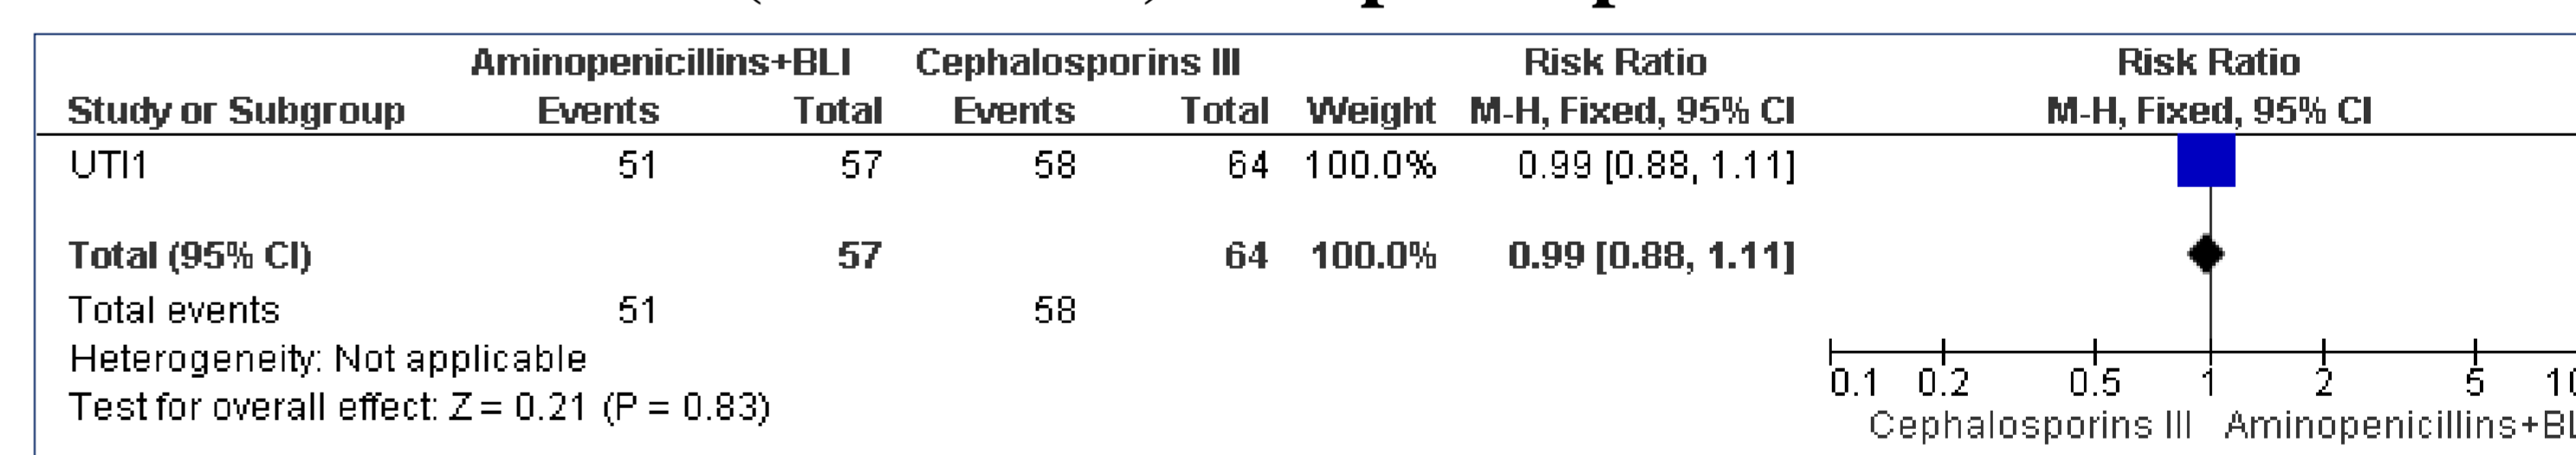 Aminopenicillins+BLI Cephalosporins III Risk Ratio Risk Ratio
Study or Subgroup Events Total Events Total Weight M-H, Fixed, 95% CI M-H, Fixed, 95% CI
UTI1 51 57 58 64 100.0% 0.99 [0.88, 1.11]
Total (95% CI) 57 64 100.0% 0.99 [0.88, 1.11]
Total events 51 58
Heterogeneity: Not applicable
Test for overall effect: Z = 0.21 (P = 0.83)
0.1 0.2 0.5 1 2 5 10
Cephalosporins III Aminopenicillins+BL